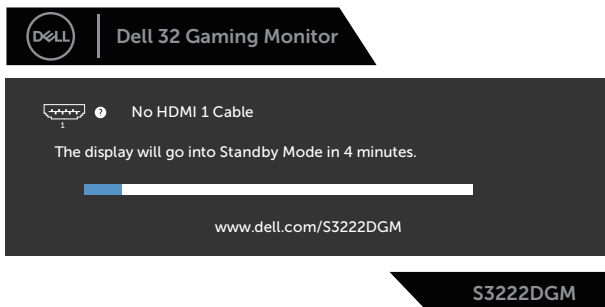 DELL
Dell 32 Gaming Monitor
? No HDMI 1 Cable
1
The display will go into Standby Mode in 4 minutes.
www.dell.com/S3222DGM
S3222DGM